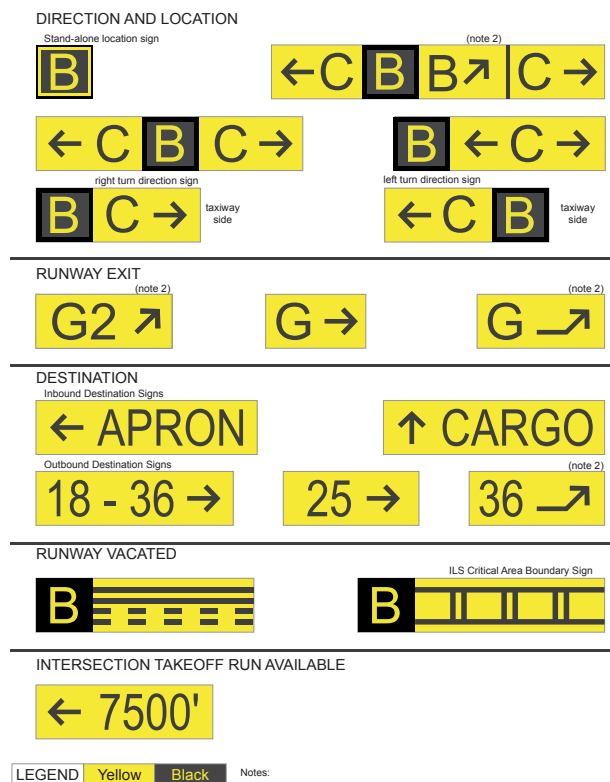 DIRECTION AND LOCATION
Stand-alone location sign
(note 2)
B
←C B B↗ C →
← C B C →
B ← C →
right turn direction sign
left turn direction sign
B C → taxiway side
← C B taxiway side
RUNWAY EXIT
(note 2)
(note 2)
G2 ↗
G →
G ↗
DESTINATION
Inbound Destination Signs
← APRON
↑ CARGO
Outbound Destination Signs
(note 2)
18 - 36 →
25 →
36 ↗
RUNWAY VACATED
ILS Critical Area Boundary Sign
B
B
INTERSECTION TAKEOFF RUN AVAILABLE
← 7500'
LEGEND Yellow Black Notes: